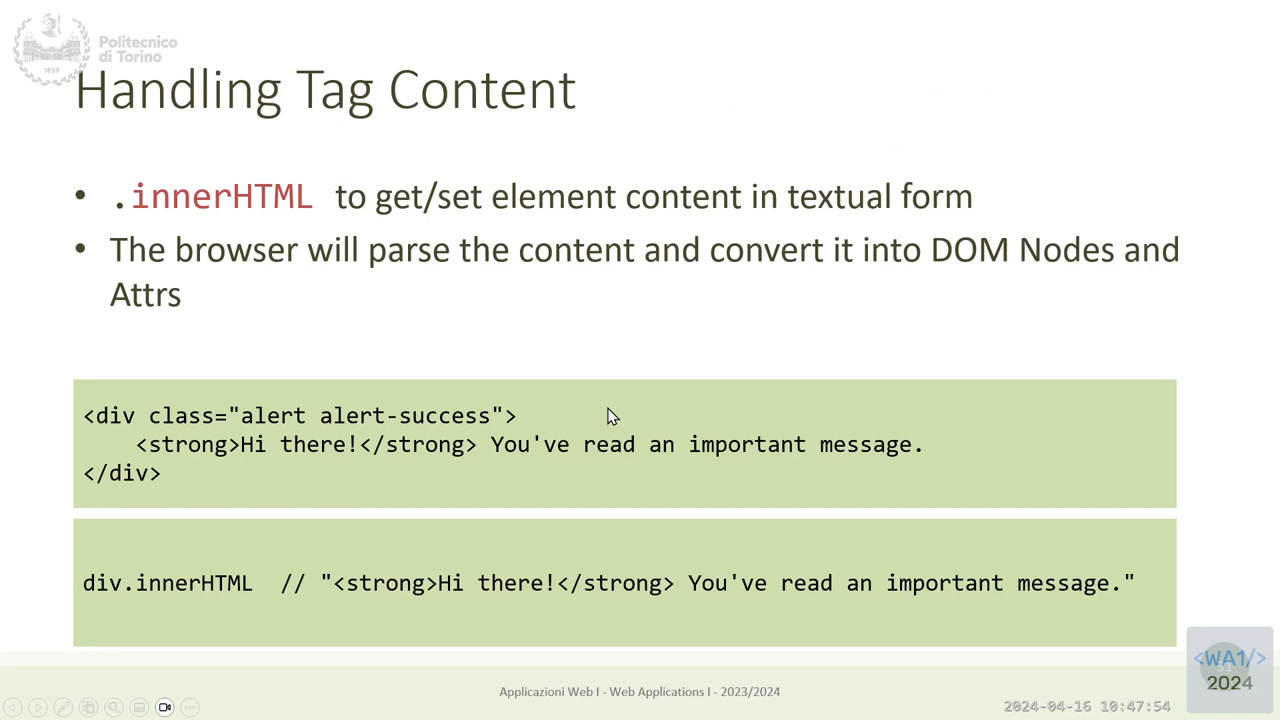 Politecnico
di Torino
1859
Handling Tag Content
• .innerHTML to get/set element content in textual form
• The browser will parse the content and convert it into DOM Nodes and
Attrs
<div class="alert alert-success">
<strong>Hi there!</strong> You've read an important message.
</div>
div.innerHTML // "<strong>Hi there!</strong> You've read an important message."
Applicazioni Web I - Web Applications I - 2023/2024
<WA1/>
2024
2024-04-16 10:47:54